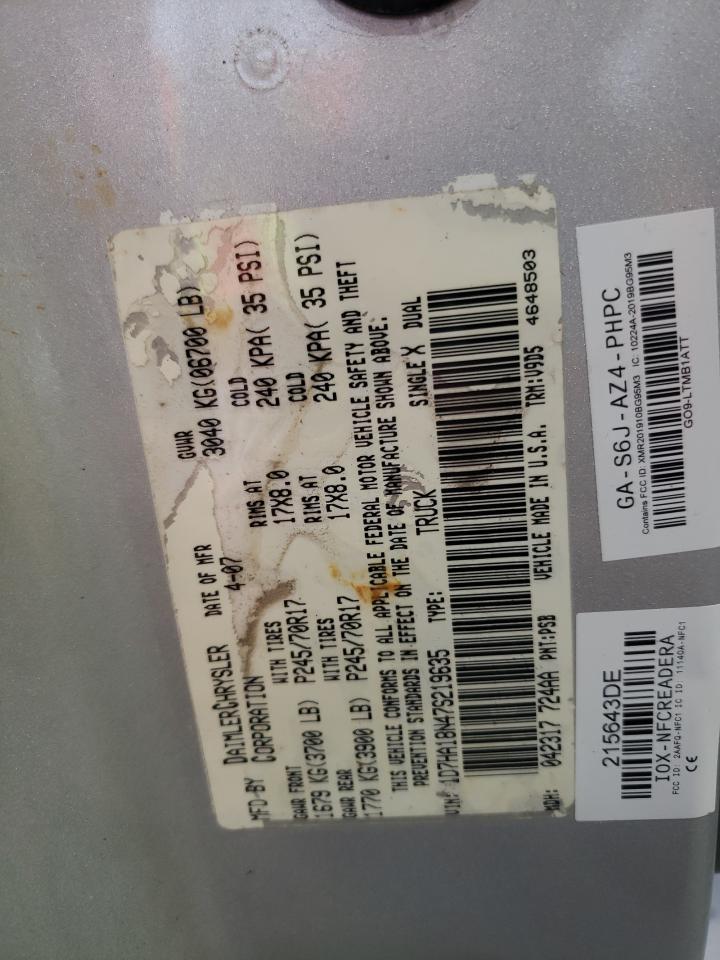 MFD-BY DAIMLERCHRYSLER CORPORATION
DATE OF MFR 4-07
GVWR 3040 KG(06700 LB)
GAWR FRONT WITH TIRES RIMS AT COLD
1679 KG(3700 LB) P245/70R17 17X8.0 240 KPA( 35 PSI)
GAWR REAR WITH TIRES RIMS AT COLD
1770 KG(3900 LB) P245/70R17 17X8.0 240 KPA( 35 PSI)
THIS VEHICLE CONFORMS TO ALL APPLICABLE FEDERAL MOTOR VEHICLE SAFETY AND THEFT
PREVENTION STANDARDS IN EFFECT ON THE DATE OF MANUFACTURE SHOWN ABOVE.
VIN: 1D7HA18N47S219635 TYPE: TRUCK SINGLE X DUAL
MDH: 042317 724AA PNT:PSB VEHICLE MADE IN U.S.A. TRM:V9D5 4648503
215643DE
IOX-NFCREADERA
FCC ID: 2AAFQ-NFC1 IC ID: 11140A-NFC1
CE
GA-S6J-AZ4-PHPC
Contains FCC ID: XMR201910BG95M3 IC: 10224A-2019BG95M3
GO9-LTMB1ATT